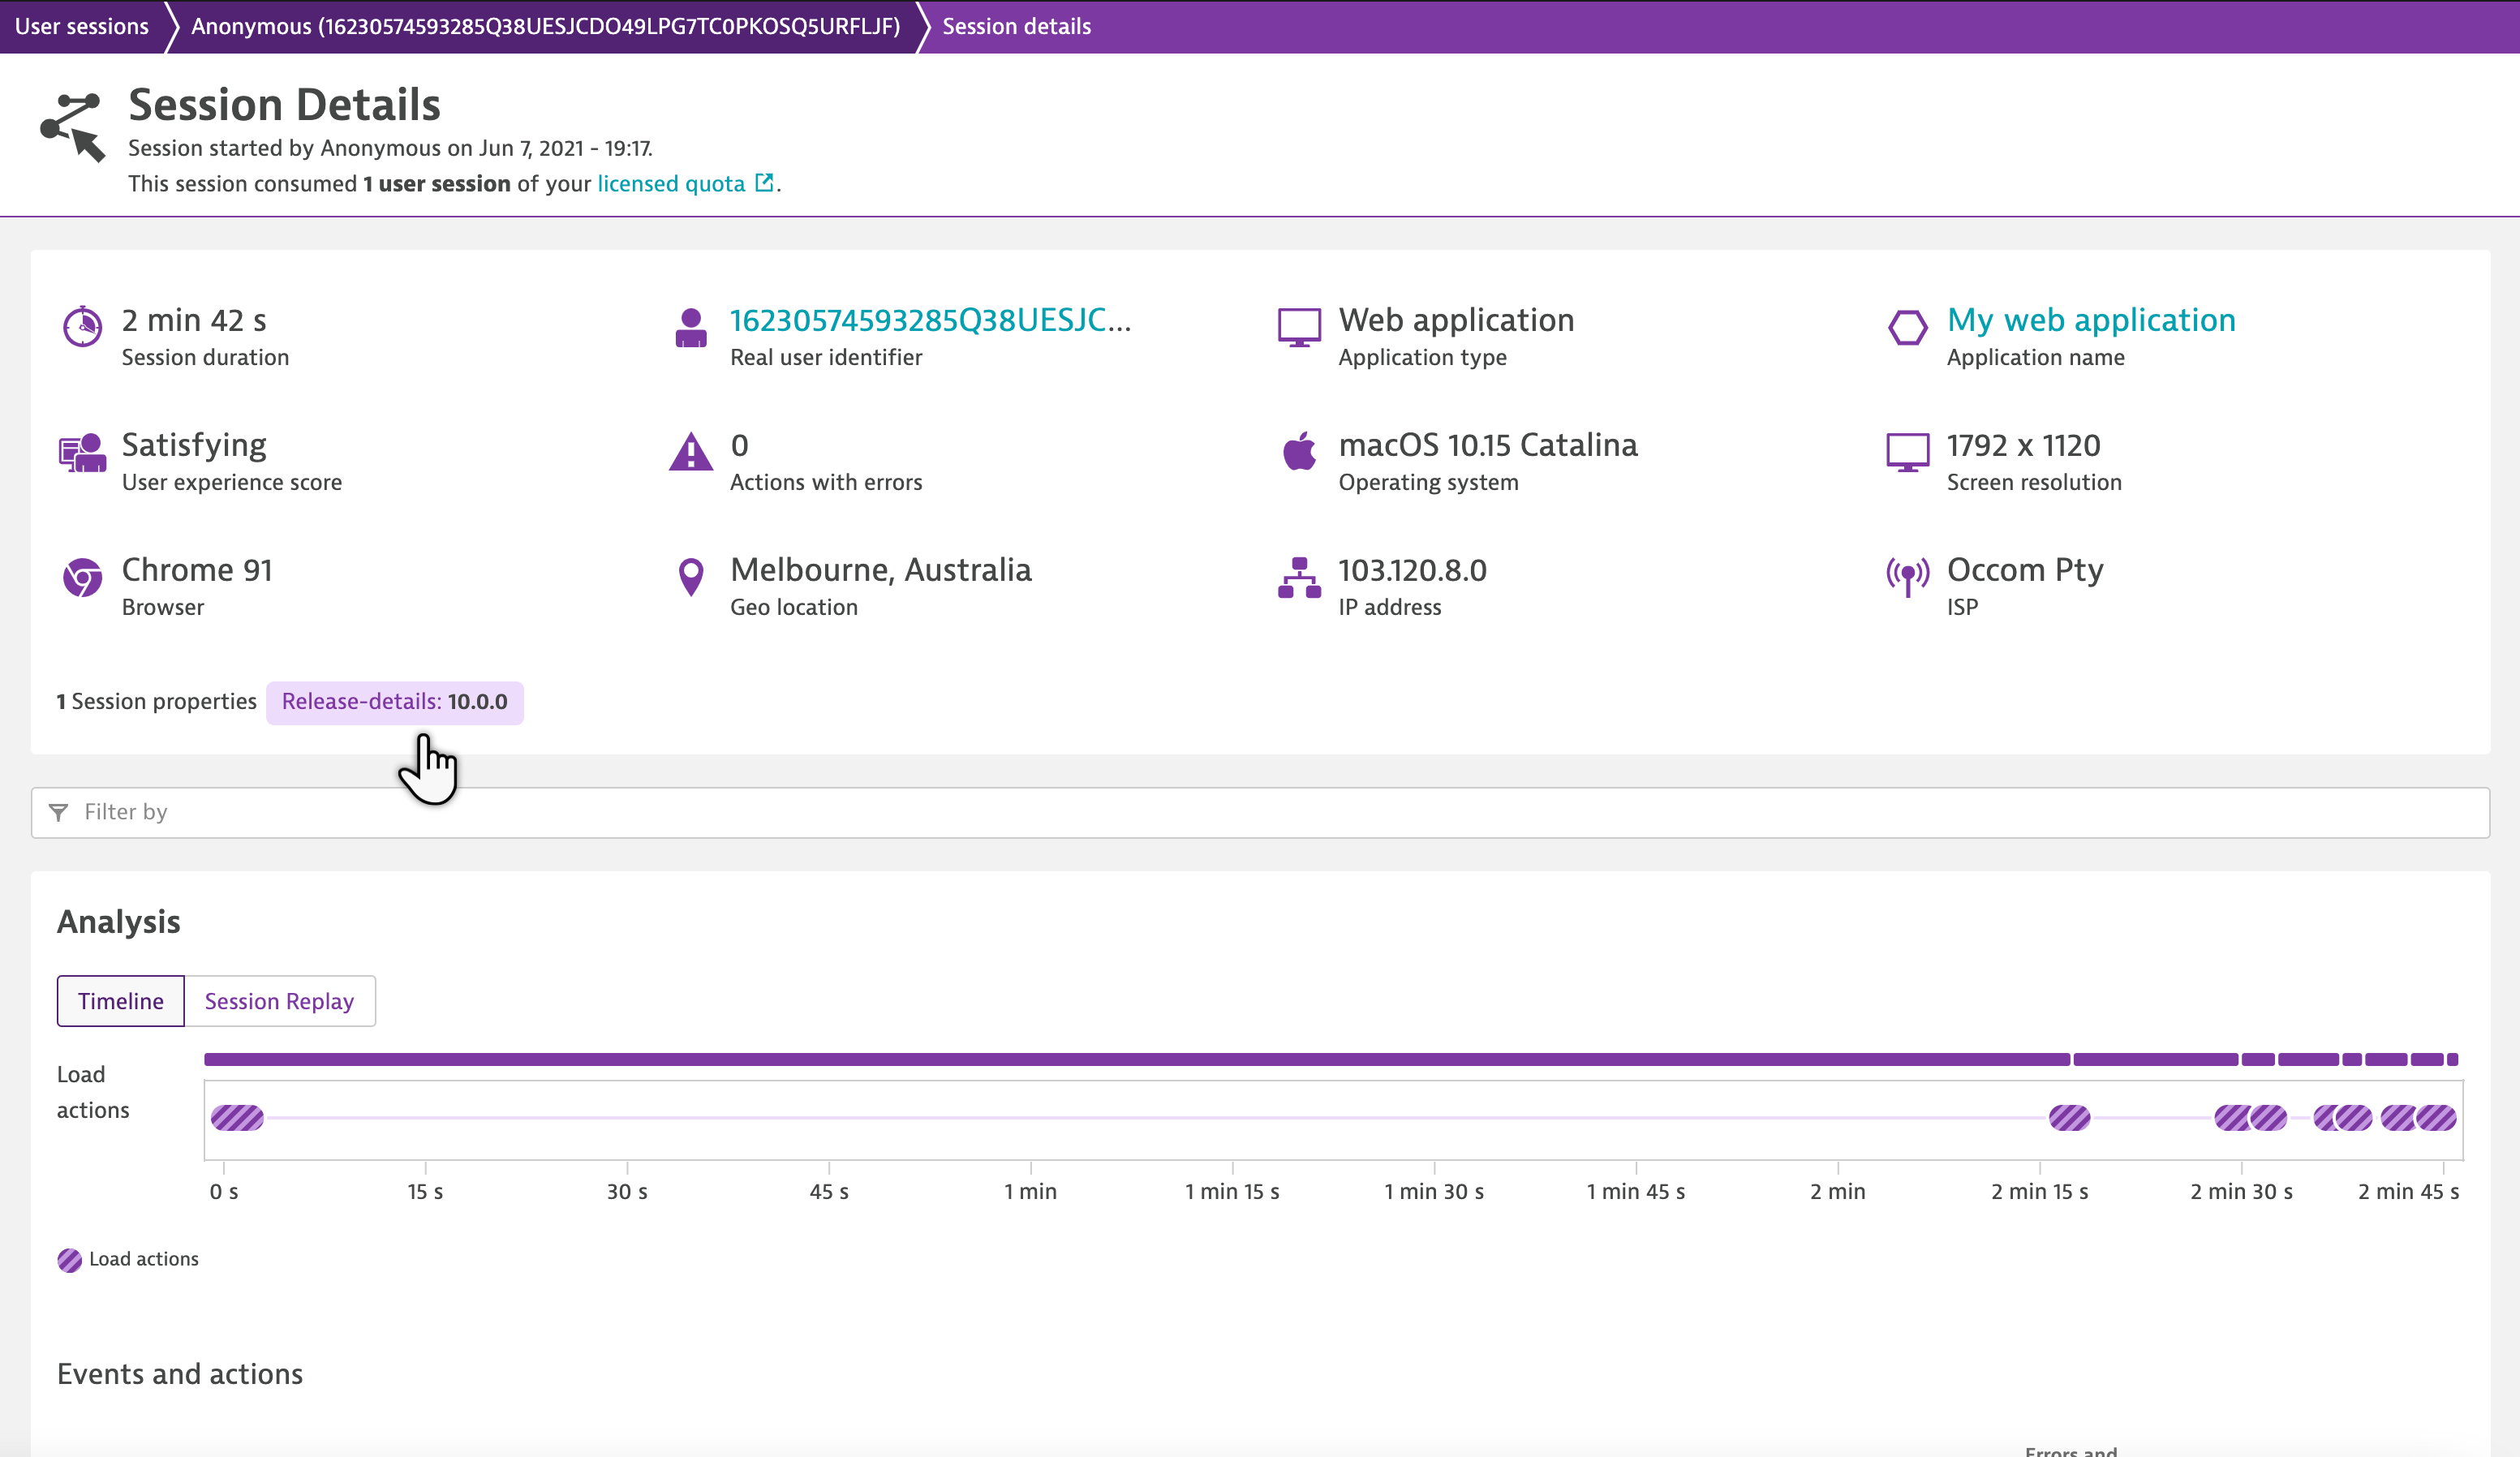 User sessions
Anonymous (16230574593285Q38UESJCDO49LPG7TC0PKOSQ5URFLJF)
Session details
Session Details
Session started by Anonymous on Jun 7, 2021 - 19:17.
This session consumed 1 user session of your licensed quota.
2 min 42 s
Session duration
16230574593285Q38UESJC...
Real user identifier
Web application
Application type
My web application
Application name
Satisfying
User experience score
0
Actions with errors
macOS 10.15 Catalina
Operating system
1792 x 1120
Screen resolution
Chrome 91
Browser
Melbourne, Australia
Geo location
103.120.8.0
IP address
Occom Pty
ISP
1 Session properties Release-details: 10.0.0
Filter by
Analysis
Timeline Session Replay
Load
actions
0 s 15 s 30 s 45 s 1 min 1 min 15 s 1 min 30 s 1 min 45 s 2 min 2 min 15 s 2 min 30 s 2 min 45 s
Load actions
Events and actions
Errors and